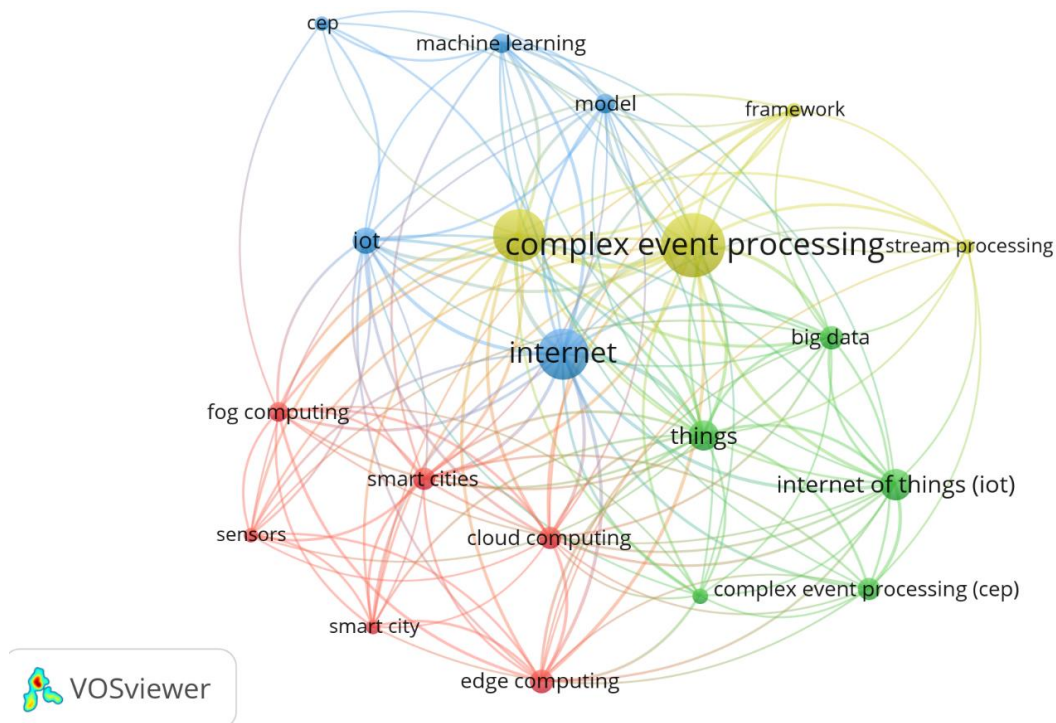 cep
machine learning
model
framework
iot
complex event processing
stream processing
big data
internet
fog computing
things
smart cities
internet of things (iot)
sensors
cloud computing
complex event processing (cep)
smart city
edge computing
VOSviewer